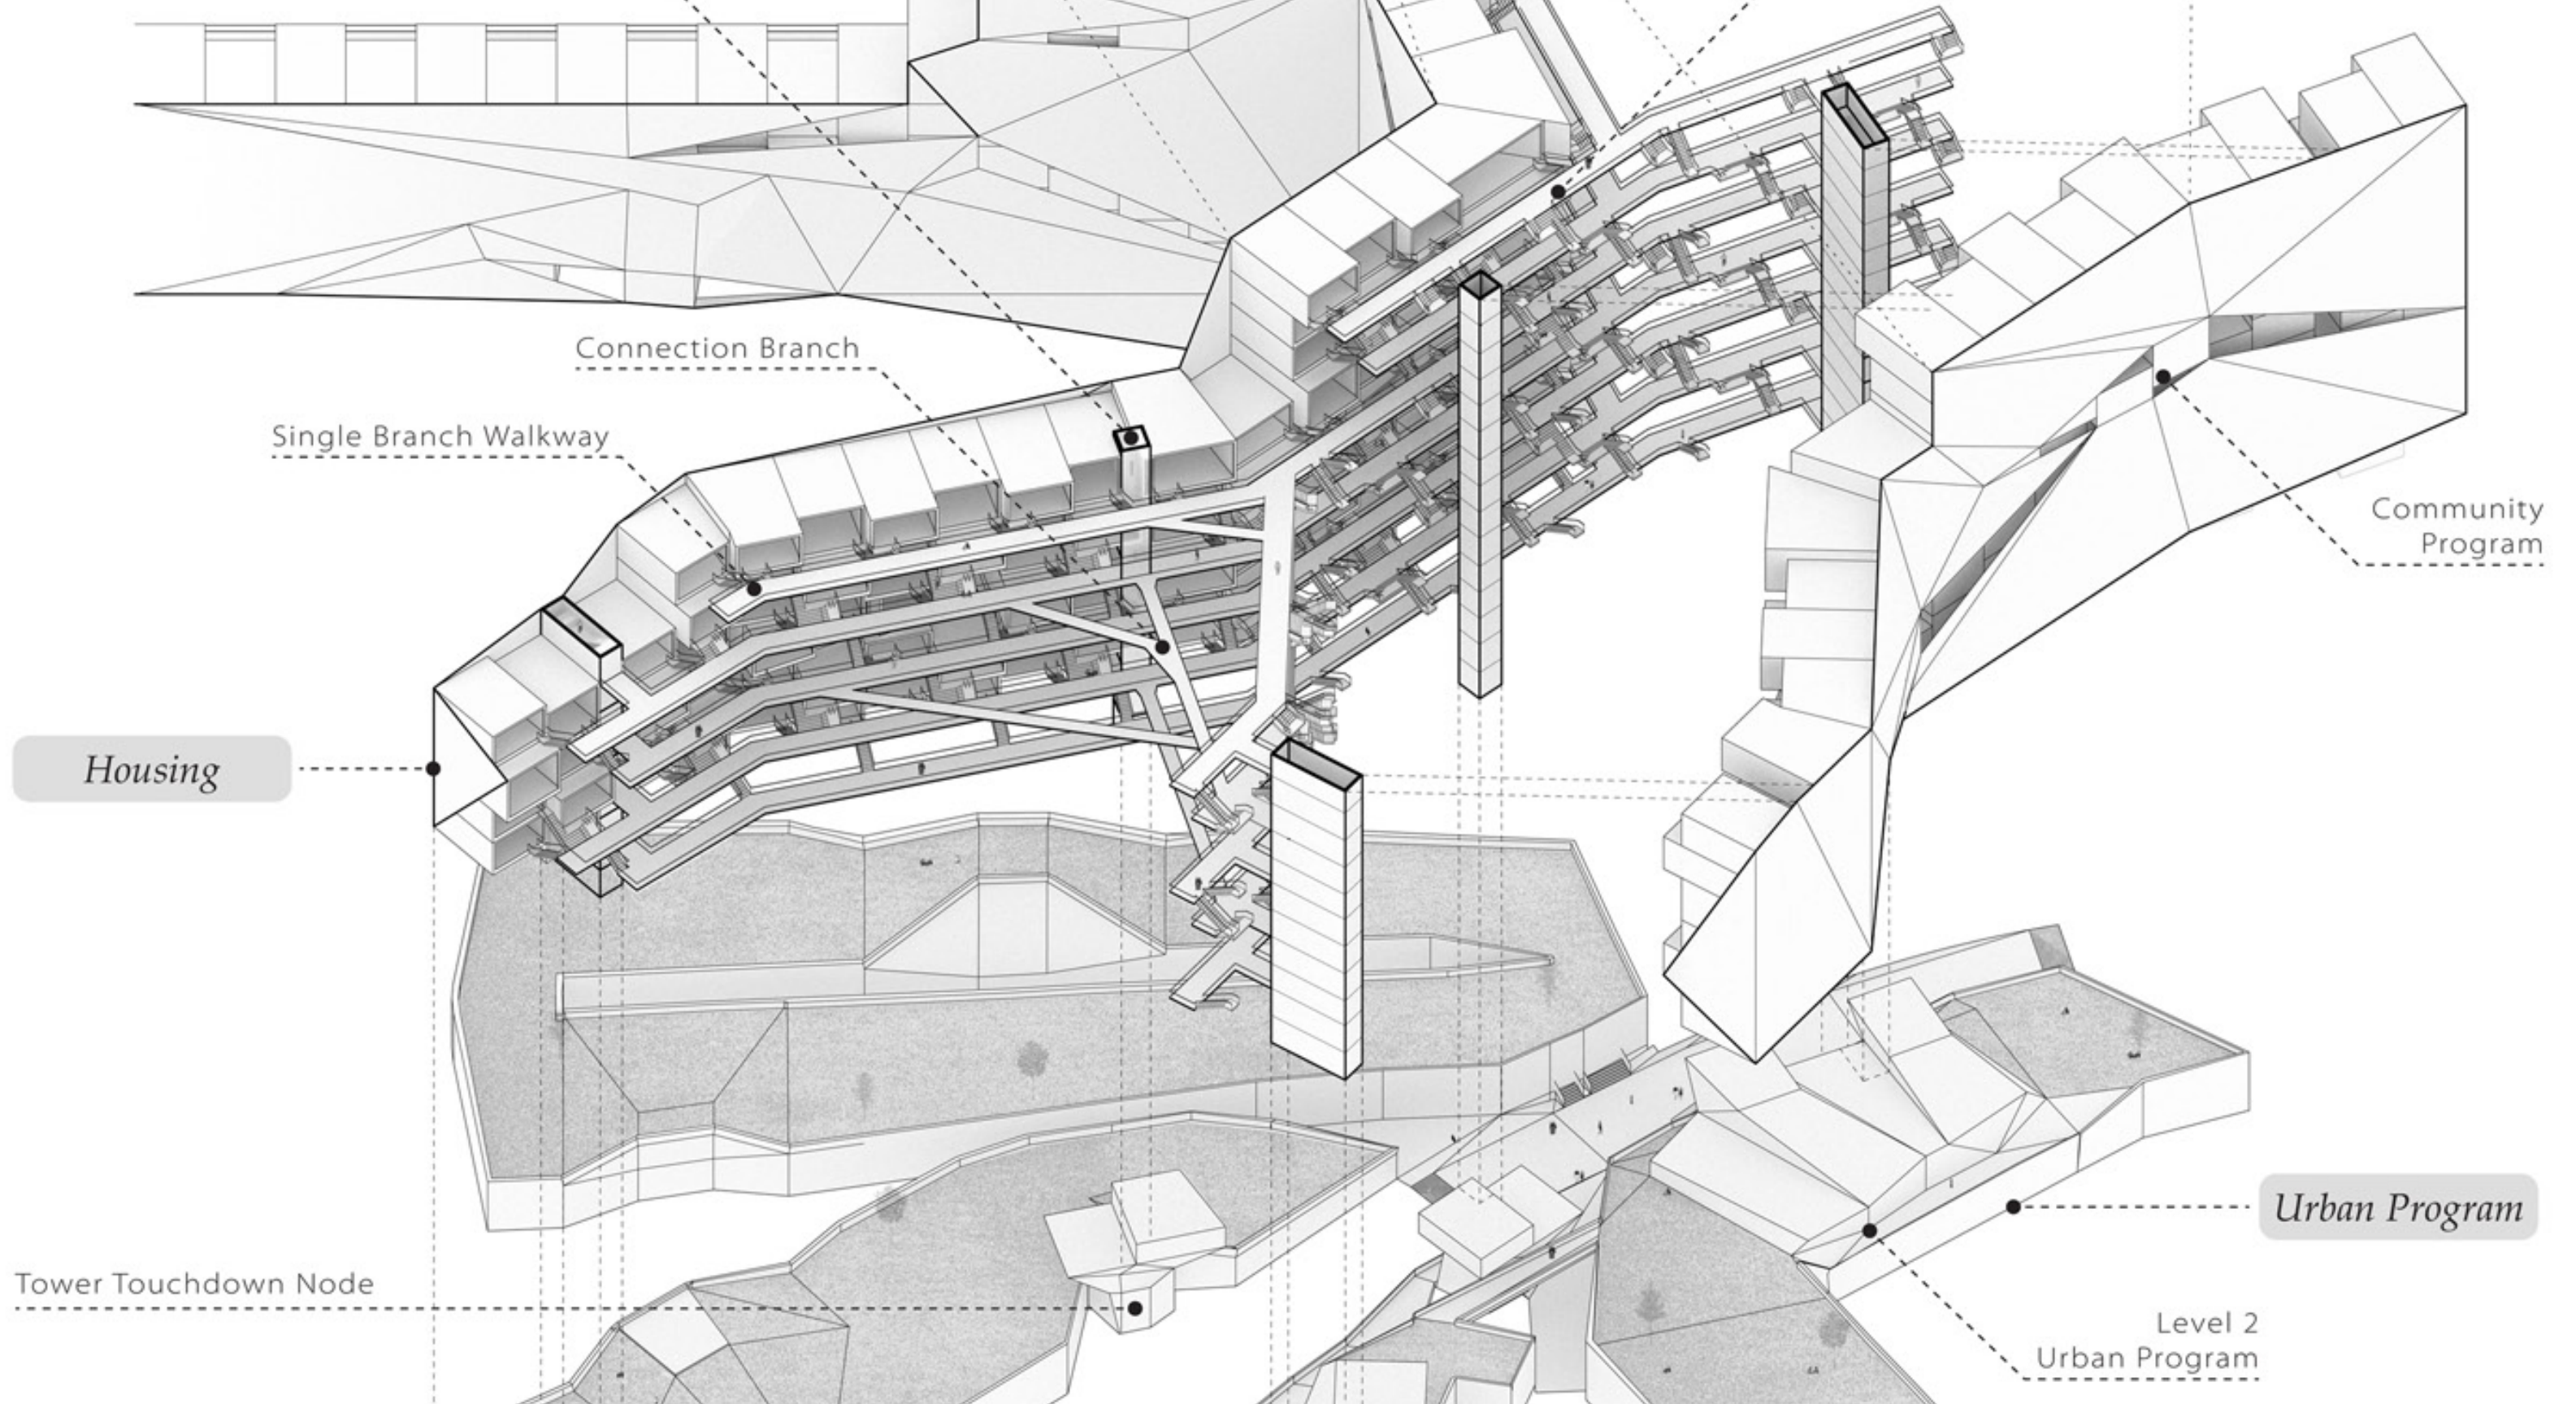 Connection Branch
Single Branch Walkway
Community
Program
Housing
Urban Program
Tower Touchdown Node
Level 2
Urban Program